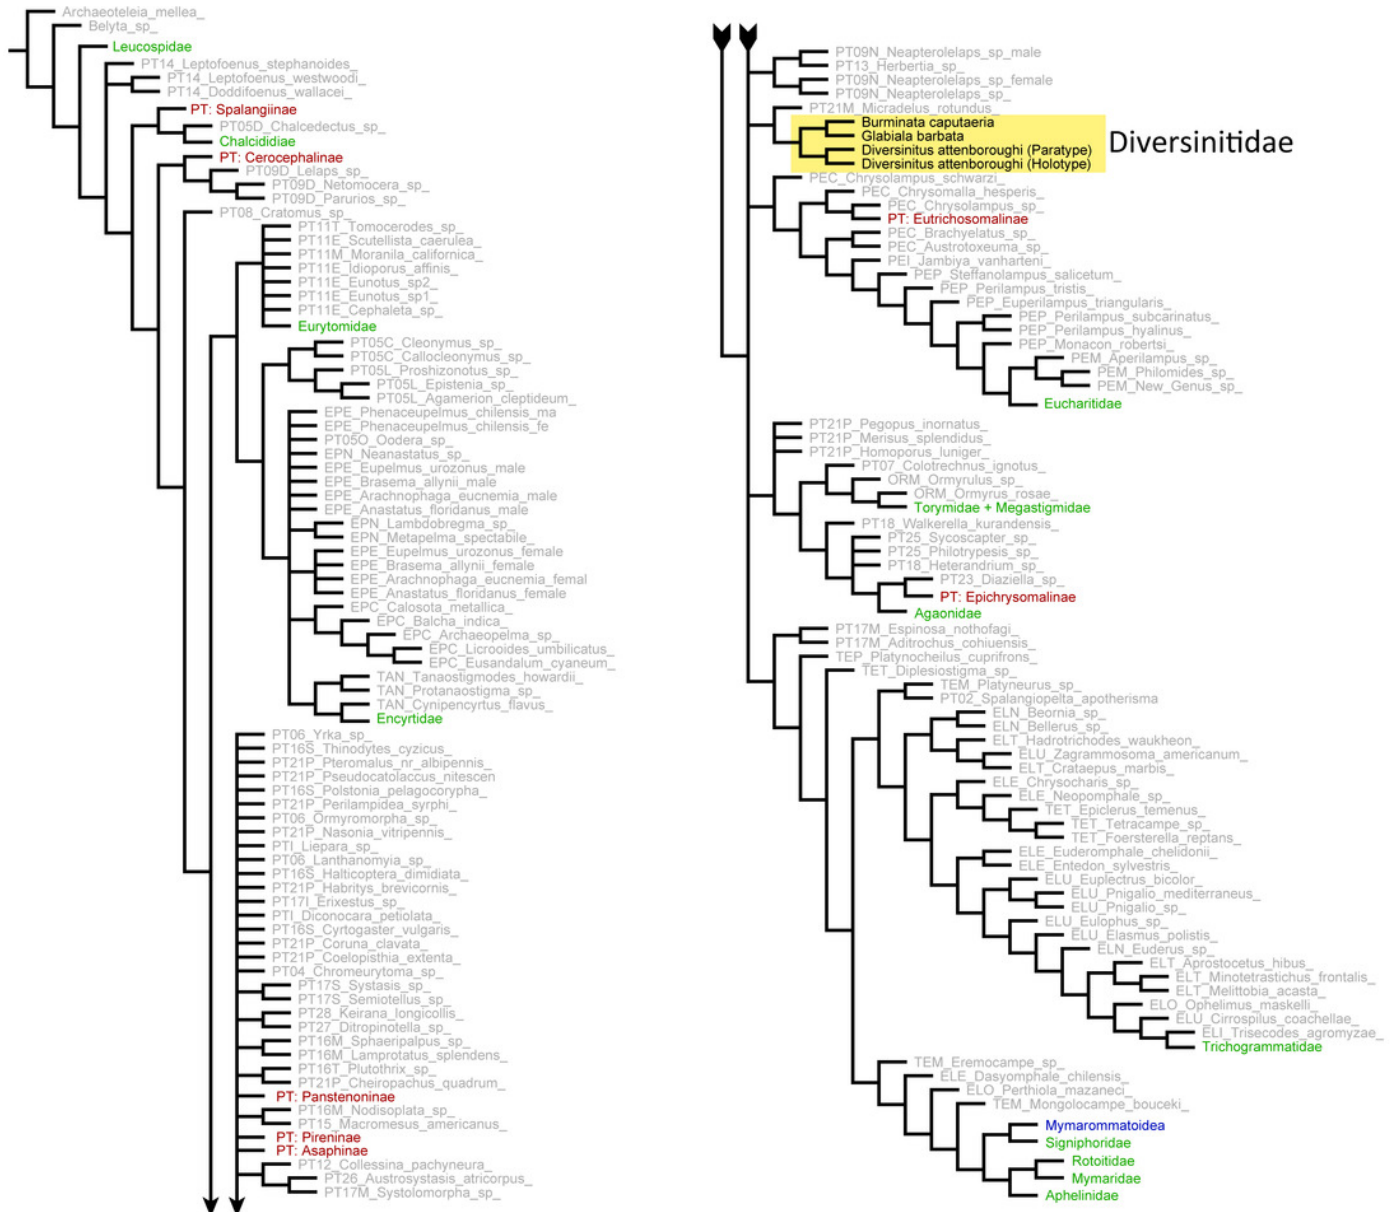 Archaeoteleia_mellea_
Belyta_sp_
Leucospidae
PT14_Leptofoenus_stephanoides_
PT14_Leptofoenus_westwoodi_
PT14_Doddifoenus_wallacei_
PT: Spalangiinae
PT05D_Chalcedectus_sp_
Chalcididiae
PT: Cerocephalinae
PT09D_Lelaps_sp_
PT09D_Netomocera_sp_
PT09D_Parurios_sp_
PT08_Cratomus_sp_
PT11T_Tomocerodes_sp_
PT11E_Scutellista_caerulea_
PT11M_Moranila_californica_
PT11E_Idioporus_affinis_
PT11E_Eunotus_sp2_
PT11E_Eunotus_sp1_
PT11E_Cephaleta_sp_
Eurytomidae
PT05C_Cleonymus_sp_
PT05C_Callocleonymus_sp_
PT05L_Proshizonotus_sp_
PT05L_Epistenia_sp_
PT05L_Agamerion_cleptideum_
EPE_Phenaceupelmus_chilensis_ma
EPE_Phenaceupelmus_chilensis_fe
PT05O_Oodera_sp_
EPN_Neanastatus_sp_
EPE_Eupelmus_urozonus_male
EPE_Brasema_allynii_male
EPE_Arachnophaga_eucnemia_male
EPE_Anastatus_floridanus_male
EPN_Lambdobregma_sp_
EPN_Metapelma_spectabile_
EPE_Eupelmus_urozonus_female
EPE_Brasema_allynii_female
EPE_Arachnophaga_eucnemia_femal
EPE_Anastatus_floridanus_female
EPC_Calosota_metallica_
EPC_Balcha_indica_
EPC_Archaeopelma_sp_
EPC_Licrooides_umbilicatus_
EPC_Eusandalum_cyaneum_
TAN_Tanaostigmodes_howardii_
TAN_Protanaostigma_sp_
TAN_Cynipencyrtus_flavus_
Encyrtidae
PT06_Yrka_sp_
PT16S_Thinodytes_cyzicus_
PT21P_Pteromalus_nr_albipennis_
PT21P_Pseudocatolaccus_nitescen
PT16S_Polstonia_pelagocorypha_
PT21P_Perilampidea_syrphi_
PT06_Ormyromorpha_sp_
PT21P_Nasonia_vitripennis_
PTI_Liepara_sp_
PT06_Lanthanomyia_sp_
PT16S_Halticoptera_dimidiata_
PT21P_Habritys_brevicornis_
PT17I_Erixestus_sp_
PTI_Diconocara_petiolata_
PT16S_Cyrtogaster_vulgaris_
PT21P_Coruna_clavata_
PT21P_Coelopisthia_extenta_
PT04_Chromeurytoma_sp_
PT17S_Systasis_sp_
PT17S_Semiotellus_sp_
PT28_Keirana_longicollis_
PT27_Ditropinotella_sp_
PT16M_Sphaeripalpus_sp_
PT16M_Lamprotatus_splendens_
PT16T_Plutothrix_sp_
PT21P_Cheiropachus_quadrum_
PT: Panstenoninae
PT16M_Nodisoplata_sp_
PT15_Macromesus_americanus_
PT: Pireninae
PT: Asaphinae
PT12_Collessina_pachyneura_
PT26_Austrosystasis_atricorpus_
PT17M_Systolomorpha_sp_
PT09N_Neapterolelaps_sp_male
PT13_Herbertia_sp_
PT09N_Neapterolelaps_sp_female
PT09N_Neapterolelaps_sp_
PT21M_Micradelus_rotundus_
Burminata caputaeria
Glabiala barbata
Diversinitus attenboroughi (Paratype)
Diversinitus attenboroughi (Holotype)
Diversinitidae
PEC_Chrysolampus_schwarzi_
PEC_Chrysomalla_hesperis_
PEC_Chrysolampus_sp_
PT: Eutrichosomalinae
PEC_Brachyelatus_sp_
PEC_Austrotoxeuma_sp_
PEI_Jambiya_vanharteni_
PEP_Steffanolampus_salicetum_
PEP_Perilampus_tristis_
PEP_Euperilampus_triangularis_
PEP_Perilampus_subcarinatus_
PEP_Perilampus_hyalinus_
PEP_Monacon_robertsi_
PEM_Aperilampus_sp_
PEM_Philomides_sp_
PEM_New_Genus_sp_
Eucharitidae
PT21P_Pegopus_inornatus_
PT21P_Merisus_splendidus_
PT21P_Homoporus_luniger_
PT07_Colotrechnus_ignotus_
ORM_Ormyrulus_sp_
ORM_Ormyrus_rosae_
Torymidae + Megastigmidae
PT18_Walkerella_kurandensis_
PT25_Sycoscapter_sp_
PT25_Philotrypesis_sp_
PT18_Heterandrium_sp_
PT23_Diaziella_sp_
PT: Epichrysomalinae
Agaonidae
PT17M_Espinosa_nothofagi_
PT17M_Aditrochus_cohiuensis_
TEP_Platynocheilus_cuprifrons_
TET_Diplesiostigma_sp_
TEM_Platyneurus_sp_
PT02_Spalangiopelta_apotherisma
ELN_Beornia_sp_
ELN_Bellerus_sp_
ELT_Hadrotrichodes_waukheon_
ELU_Zagrammosoma_americanum_
ELT_Crataepus_marbis_
ELE_Chrysocharis_sp_
ELE_Neopomphale_sp_
TET_Epiclerus_temenus_
TET_Tetracampe_sp_
TET_Foersterella_reptans_
ELE_Euderomphale_chelidonii_
ELE_Entedon_sylvestris_
ELU_Euplectrus_bicolor_
ELU_Pnigalio_mediterraneus_
ELU_Pnigalio_sp_
ELU_Eulophus_sp_
ELU_Elasmus_polistis_
ELN_Euderus_sp_
ELT_Aprostocetus_hibus_
ELT_Minotetrastichus_frontalis_
ELT_Melittobia_acasta_
ELO_Ophelimus_maskelli_
ELU_Cirrospilus_coachellae_
ELI_Trisecodes_agromyzae_
Trichogrammatidae
TEM_Eremocampe_sp_
ELE_Dasyomphale_chilensis_
ELO_Perthiola_mazaneci_
TEM_Mongolocampe_bouceki_
Mymarommatoidea
Signiphoridae
Rotoitidae
Mymaridae
Aphelinidae